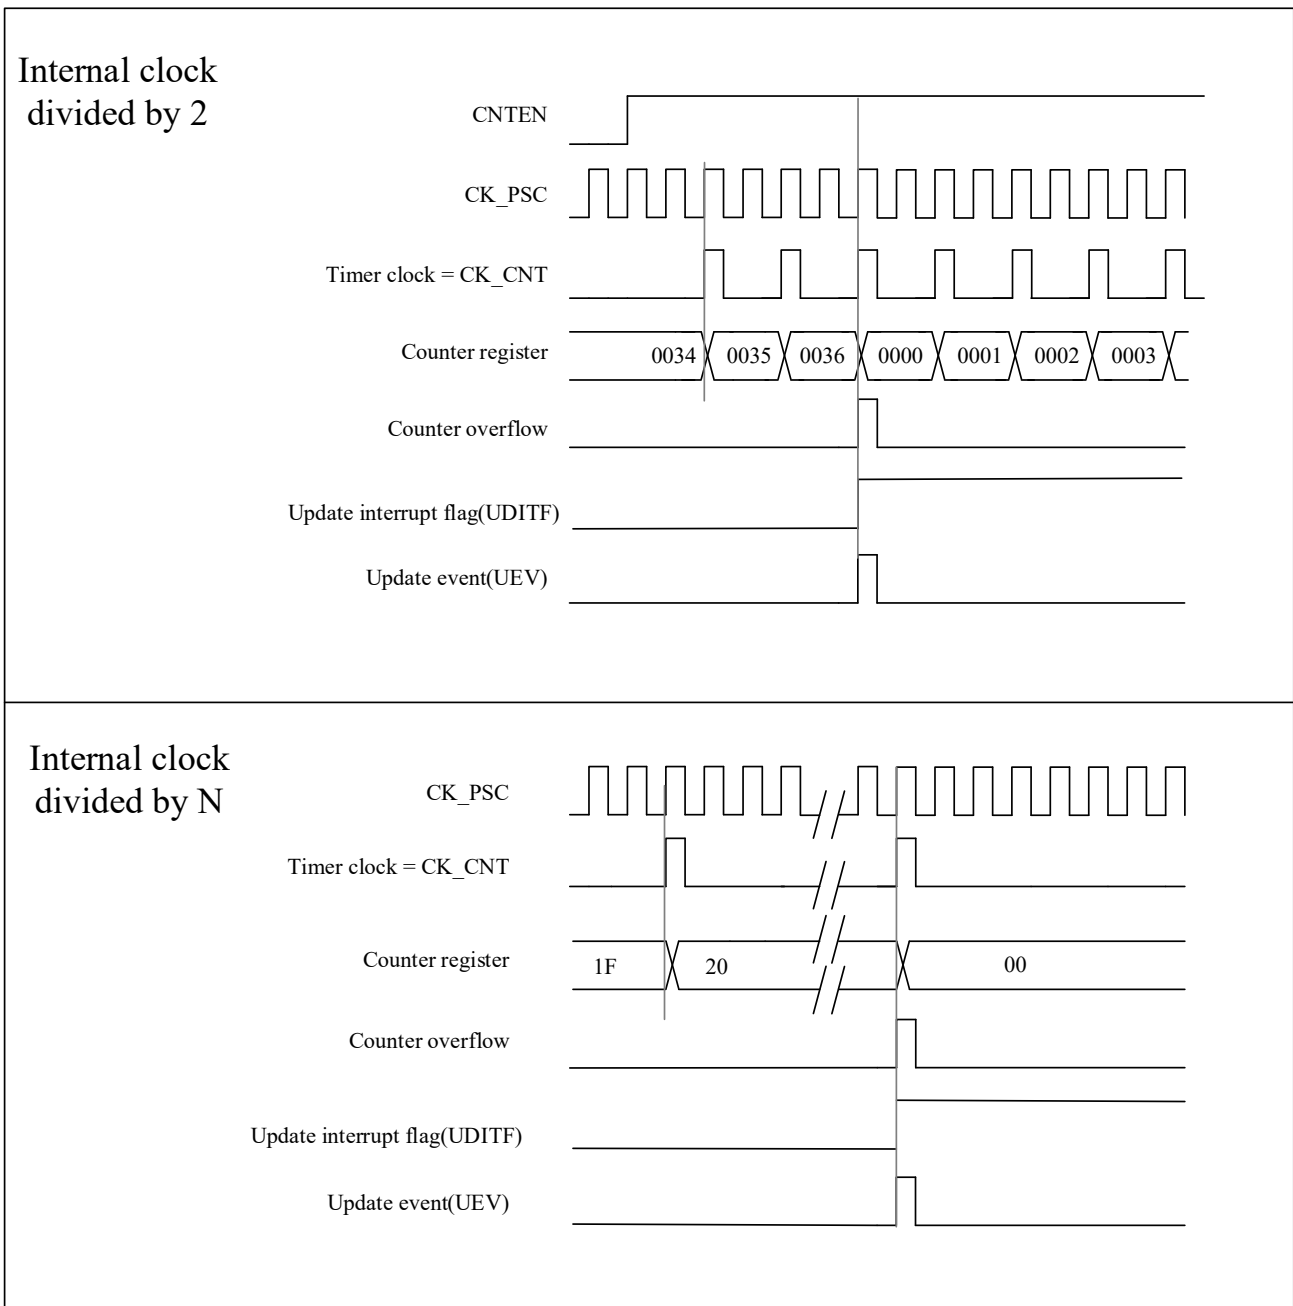 Internal clock
divided by 2
CNTEN
CK_PSC
Timer clock = CK_CNT
Counter register
0034 0035 0036 0000 0001 0002 0003
Counter overflow
Update interrupt flag(UDITF)
Update event(UEV)
Internal clock
divided by N
CK_PSC
Timer clock = CK_CNT
Counter register
1F 20 00
Counter overflow
Update interrupt flag(UDITF)
Update event(UEV)